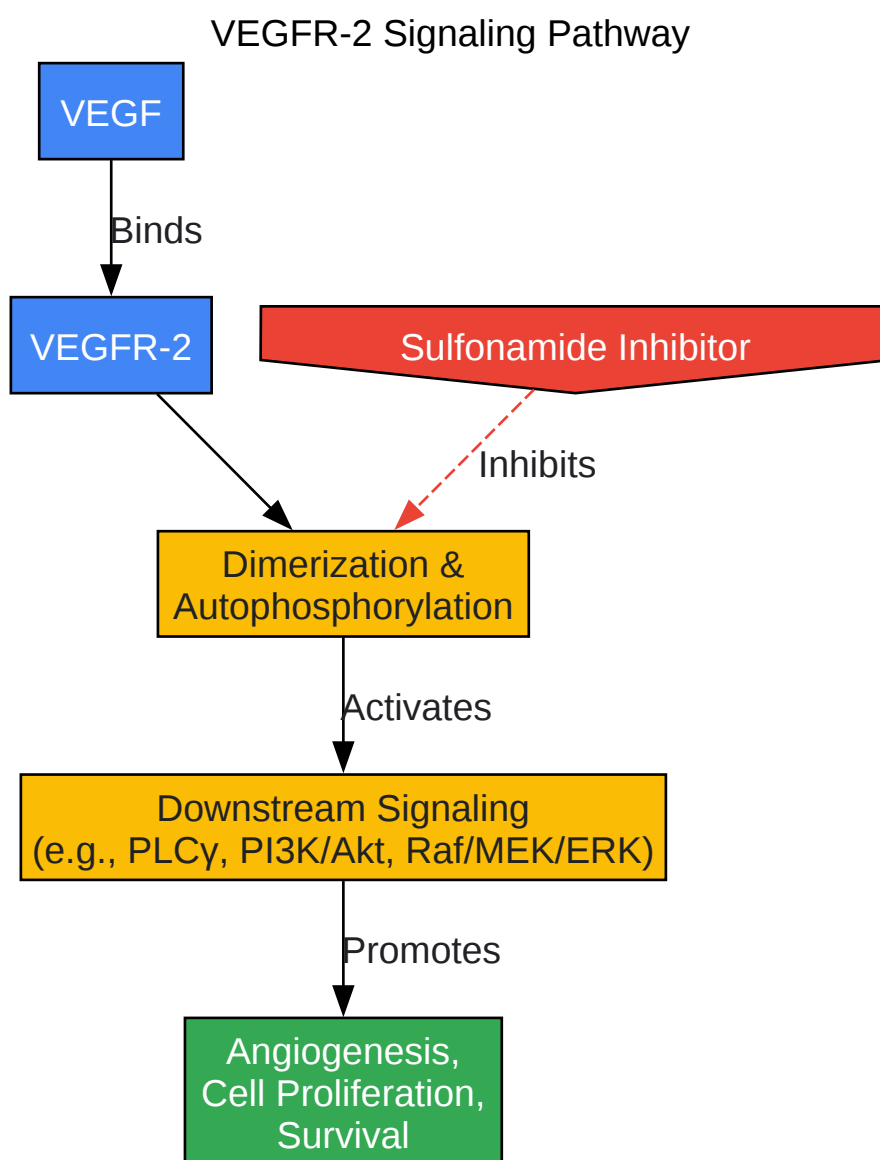 VEGFR-2 Signaling Pathway
VEGF
Binds
VEGFR-2
Sulfonamide Inhibitor
Inhibits
Dimerization &
Autophosphorylation
Activates
Downstream Signaling
(e.g., PLCγ, PI3K/Akt, Raf/MEK/ERK)
Promotes
Angiogenesis,
Cell Proliferation,
Survival